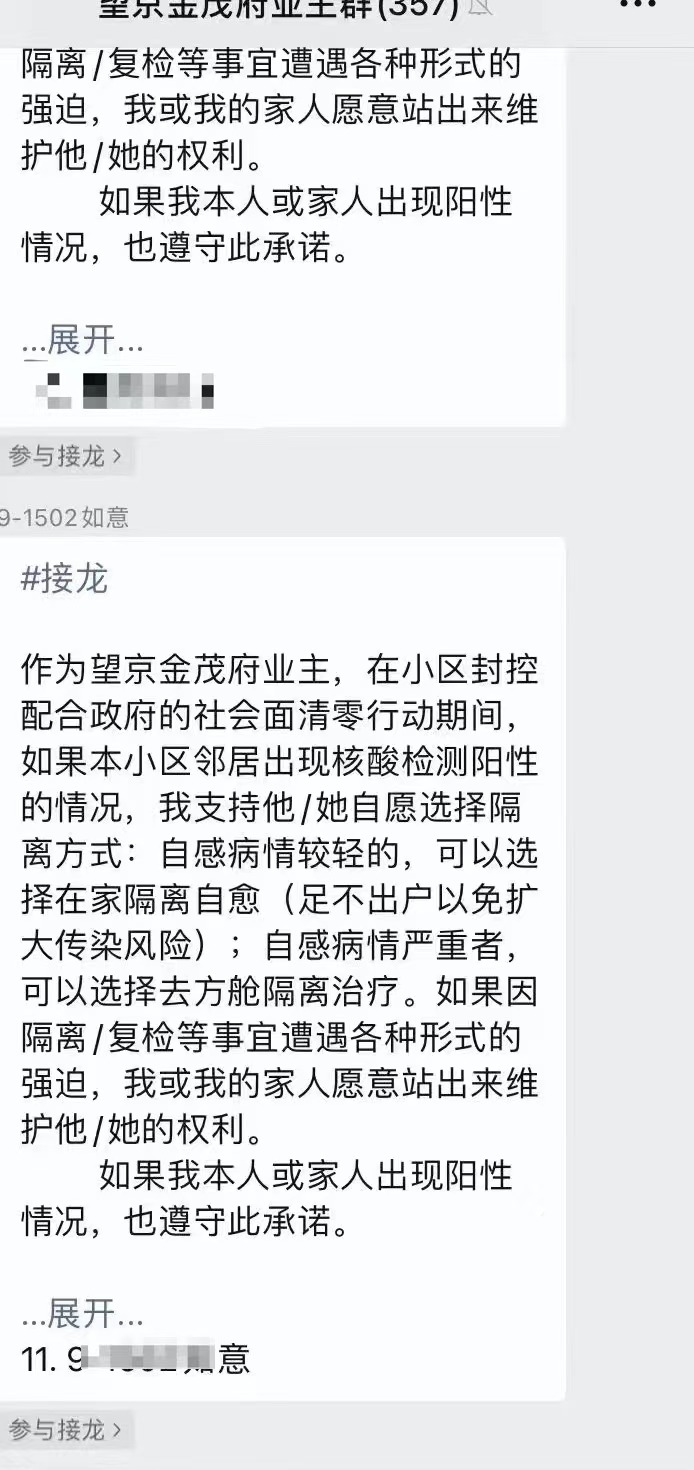 望京金茂府业主群(357)
隔离/复检等事宜遭遇各种形式的
强迫，我或我的家人愿意站出来维
护他/她的权利。
如果我本人或家人出现阳性
情况，也遵守此承诺。
...展开...
参与接龙 >
9-1502如意
#接龙
作为望京金茂府业主，在小区封控
配合政府的社会面清零行动期间，
如果本小区邻居出现核酸检测阳性
的情况，我支持他/她自愿选择隔
离方式：自感病情较轻的，可以选
择在家隔离自愈（足不出户以免扩
大传染风险）；自感病情严重者，
可以选择去方舱隔离治疗。如果因
隔离/复检等事宜遭遇各种形式的
强迫，我或我的家人愿意站出来维
护他/她的权利。
如果我本人或家人出现阳性
情况，也遵守此承诺。
...展开...
11. 9 意
参与接龙 >